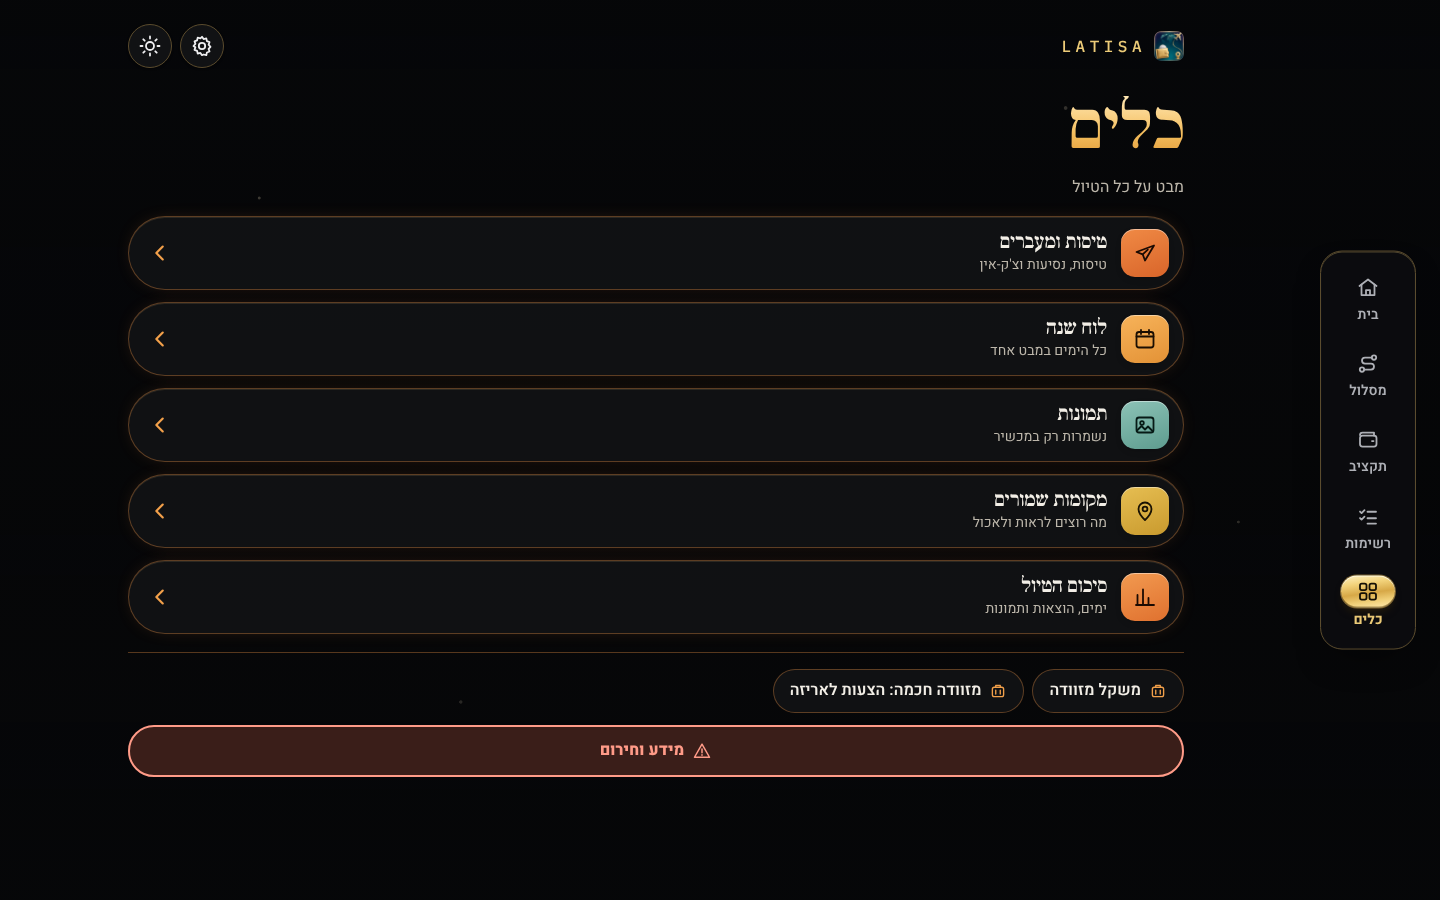 LATISA
כלים
מבט על כל הטיול
טיסות ומעברים
טיסות, נסיעות וצ'ק-אין
לוח שנה
כל הימים במבט אחד
תמונות
נשמרות רק במכשיר
מקומות שמורים
מה רוצים לראות ולאכול
סיכום הטיול
ימים, הוצאות ותמונות
משקל מזוודה
מזוודה חכמה: הצעות לאריזה
מידע וחירום
בית
מסלול
תקציב
רשימות
כלים